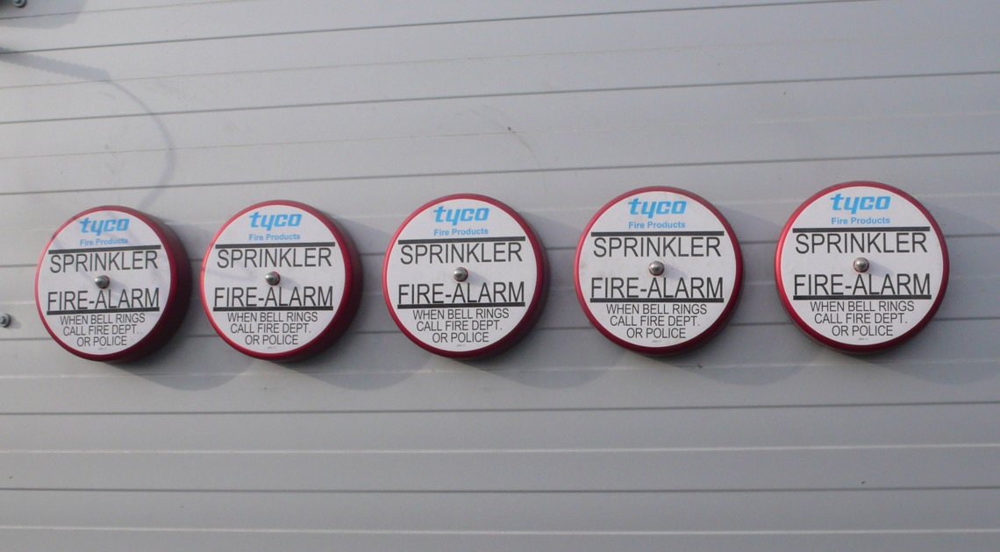 tyco
Fire Products
SPRINKLER
FIRE-ALARM
WHEN BELL RINGS
CALL FIRE DEPT.
OR POLICE
tyco
Fire Products
SPRINKLER
FIRE-ALARM
WHEN BELL RINGS
CALL FIRE DEPT.
OR POLICE
tyco
Fire Products
SPRINKLER
FIRE-ALARM
WHEN BELL RINGS
CALL FIRE DEPT.
OR POLICE
tyco
Fire Products
SPRINKLER
FIRE-ALARM
WHEN BELL RINGS
CALL FIRE DEPT.
OR POLICE
tyco
Fire Products
SPRINKLER
FIRE-ALARM
WHEN BELL RINGS
CALL FIRE DEPT.
OR POLICE